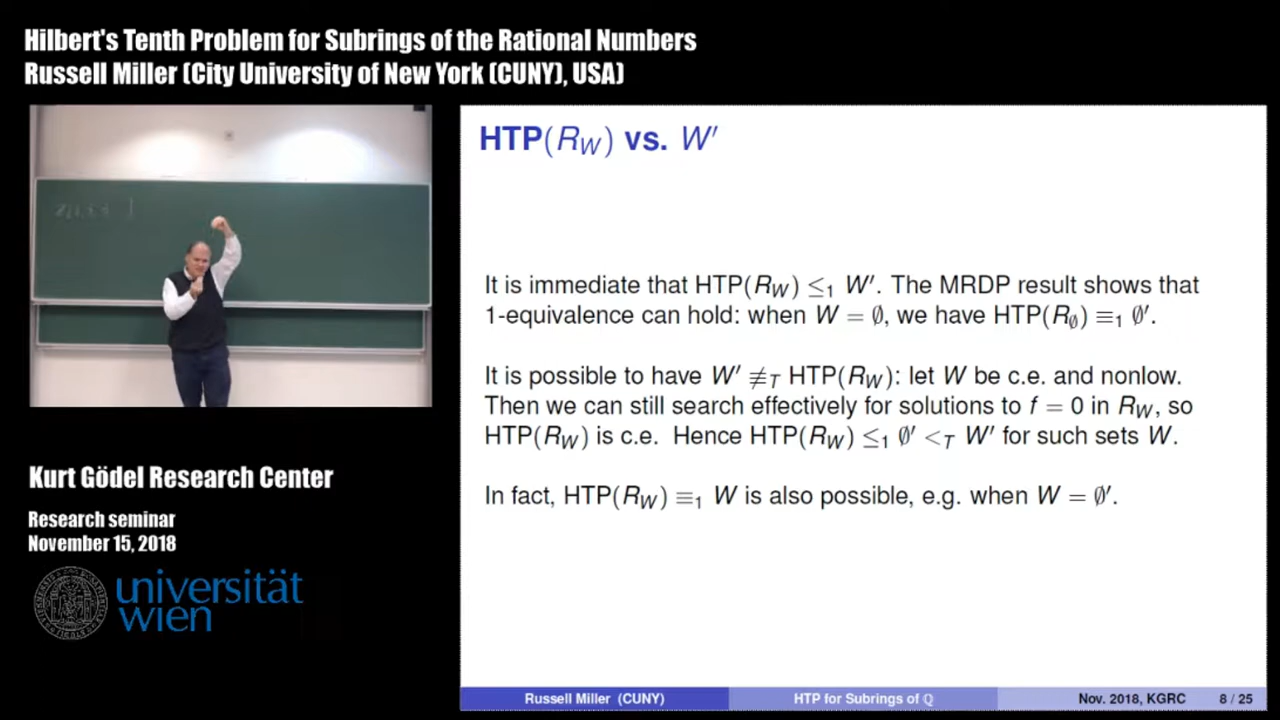 Hilbert's Tenth Problem for Subrings of the Rational Numbers
Russell Miller (City University of New York (CUNY), USA)
HTP(R_W) vs. W′
It is immediate that HTP(R_W) ≤₁ W′. The MRDP result shows that
1-equivalence can hold: when W = ∅, we have HTP(R_∅) ≡₁ ∅′.
It is possible to have W′ ≢_T HTP(R_W): let W be c.e. and nonlow.
Then we can still search effectively for solutions to f = 0 in R_W, so
HTP(R_W) is c.e. Hence HTP(R_W) ≤₁ ∅′ <_T W′ for such sets W.
In fact, HTP(R_W) ≡₁ W is also possible, e.g. when W = ∅′.
Kurt Gödel Research Center
Research seminar
November 15, 2018
universität
wien
Russell Miller (CUNY)
HTP for Subrings of ℚ
Nov. 2018, KGRC
8 / 25